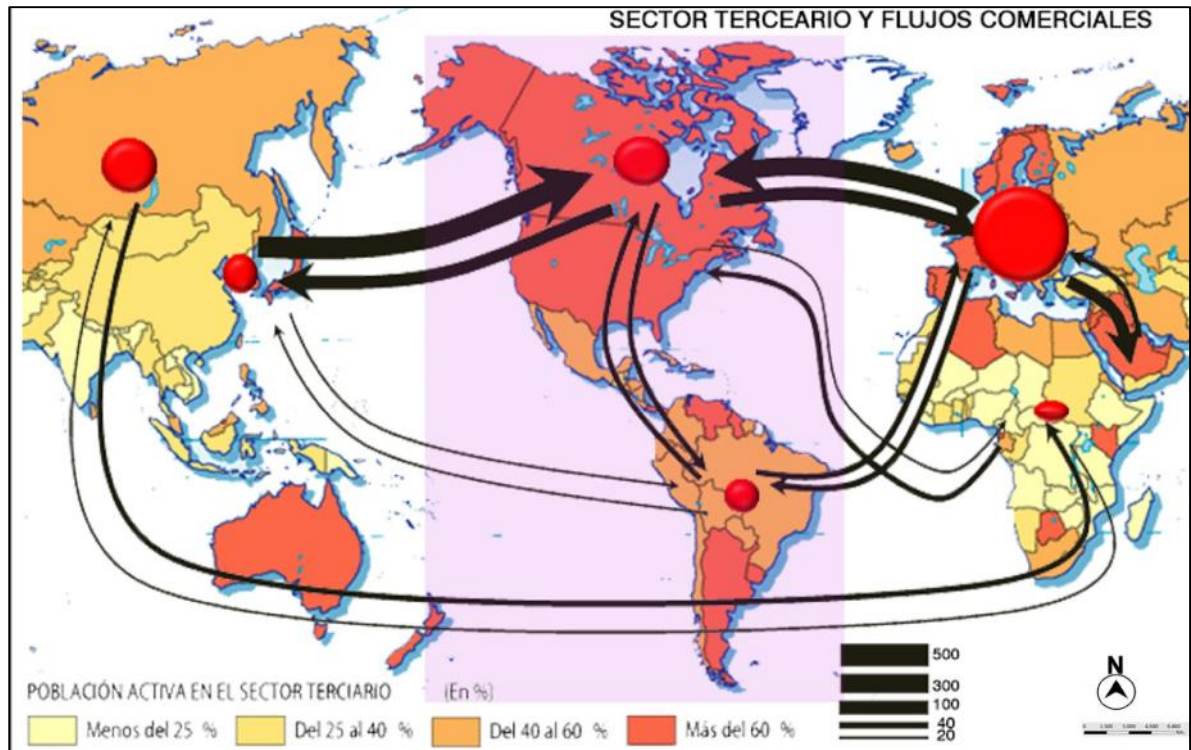 SECTOR TERCEARIO Y FLUJOS COMERCIALES
500
300
100
40
20
N
POBLACIÓN ACTIVA EN EL SECTOR TERCIARIO (En %)
Menos del 25 % Del 25 al 40 % Del 40 al 60 % Más del 60 %